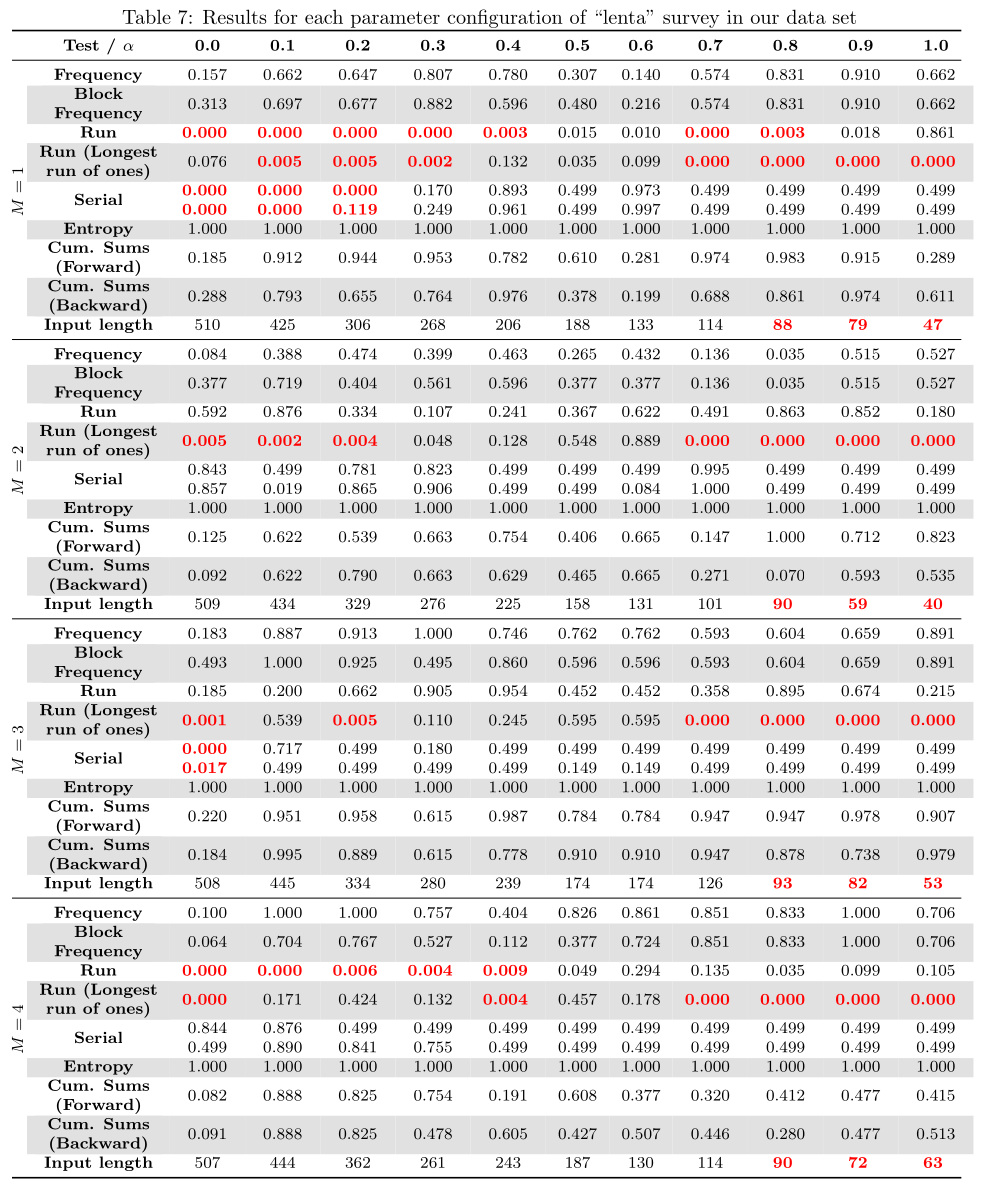 Table 7: Results for each parameter configuration of “lenta” survey in our data set
Test / α 0.0 0.1 0.2 0.3 0.4 0.5 0.6 0.7 0.8 0.9 1.0
M = 1
Frequency 0.157 0.662 0.647 0.807 0.780 0.307 0.140 0.574 0.831 0.910 0.662
Block
Frequency 0.313 0.697 0.677 0.882 0.596 0.480 0.216 0.574 0.831 0.910 0.662
Run 0.000 0.000 0.000 0.000 0.003 0.015 0.010 0.000 0.003 0.018 0.861
Run (Longest
run of ones) 0.076 0.005 0.005 0.002 0.132 0.035 0.099 0.000 0.000 0.000 0.000
Serial 0.000 0.000 0.000 0.170 0.893 0.499 0.973 0.499 0.499 0.499 0.499
0.000 0.000 0.119 0.249 0.961 0.499 0.997 0.499 0.499 0.499 0.499
Entropy 1.000 1.000 1.000 1.000 1.000 1.000 1.000 1.000 1.000 1.000 1.000
Cum. Sums
(Forward) 0.185 0.912 0.944 0.953 0.782 0.610 0.281 0.974 0.983 0.915 0.289
Cum. Sums
(Backward) 0.288 0.793 0.655 0.764 0.976 0.378 0.199 0.688 0.861 0.974 0.611
Input length 510 425 306 268 206 188 133 114 88 79 47
M = 2
Frequency 0.084 0.388 0.474 0.399 0.463 0.265 0.432 0.136 0.035 0.515 0.527
Block
Frequency 0.377 0.719 0.404 0.561 0.596 0.377 0.377 0.136 0.035 0.515 0.527
Run 0.592 0.876 0.334 0.107 0.241 0.367 0.622 0.491 0.863 0.852 0.180
Run (Longest
run of ones) 0.005 0.002 0.004 0.048 0.128 0.548 0.889 0.000 0.000 0.000 0.000
Serial 0.843 0.499 0.781 0.823 0.499 0.499 0.499 0.995 0.499 0.499 0.499
0.857 0.019 0.865 0.906 0.499 0.499 0.084 1.000 0.499 0.499 0.499
Entropy 1.000 1.000 1.000 1.000 1.000 1.000 1.000 1.000 1.000 1.000 1.000
Cum. Sums
(Forward) 0.125 0.622 0.539 0.663 0.754 0.406 0.665 0.147 1.000 0.712 0.823
Cum. Sums
(Backward) 0.092 0.622 0.790 0.663 0.629 0.465 0.665 0.271 0.070 0.593 0.535
Input length 509 434 329 276 225 158 131 101 90 59 40
M = 3
Frequency 0.183 0.887 0.913 1.000 0.746 0.762 0.762 0.593 0.604 0.659 0.891
Block
Frequency 0.493 1.000 0.925 0.495 0.860 0.596 0.596 0.593 0.604 0.659 0.891
Run 0.185 0.200 0.662 0.905 0.954 0.452 0.452 0.358 0.895 0.674 0.215
Run (Longest
run of ones) 0.001 0.539 0.005 0.110 0.245 0.595 0.595 0.000 0.000 0.000 0.000
Serial 0.000 0.717 0.499 0.180 0.499 0.499 0.499 0.499 0.499 0.499 0.499
0.017 0.499 0.499 0.499 0.499 0.149 0.149 0.499 0.499 0.499 0.499
Entropy 1.000 1.000 1.000 1.000 1.000 1.000 1.000 1.000 1.000 1.000 1.000
Cum. Sums
(Forward) 0.220 0.951 0.958 0.615 0.987 0.784 0.784 0.947 0.947 0.978 0.907
Cum. Sums
(Backward) 0.184 0.995 0.889 0.615 0.778 0.910 0.910 0.947 0.878 0.738 0.979
Input length 508 445 334 280 239 174 174 126 93 82 53
M = 4
Frequency 0.100 1.000 1.000 0.757 0.404 0.826 0.861 0.851 0.833 1.000 0.706
Block
Frequency 0.064 0.704 0.767 0.527 0.112 0.377 0.724 0.851 0.833 1.000 0.706
Run 0.000 0.000 0.006 0.004 0.009 0.049 0.294 0.135 0.035 0.099 0.105
Run (Longest
run of ones) 0.000 0.171 0.424 0.132 0.004 0.457 0.178 0.000 0.000 0.000 0.000
Serial 0.844 0.876 0.499 0.499 0.499 0.499 0.499 0.499 0.499 0.499 0.499
0.499 0.890 0.841 0.755 0.499 0.499 0.499 0.499 0.499 0.499 0.499
Entropy 1.000 1.000 1.000 1.000 1.000 1.000 1.000 1.000 1.000 1.000 1.000
Cum. Sums
(Forward) 0.082 0.888 0.825 0.754 0.191 0.608 0.377 0.320 0.412 0.477 0.415
Cum. Sums
(Backward) 0.091 0.888 0.825 0.478 0.605 0.427 0.507 0.446 0.280 0.477 0.513
Input length 507 444 362 261 243 187 130 114 90 72 63